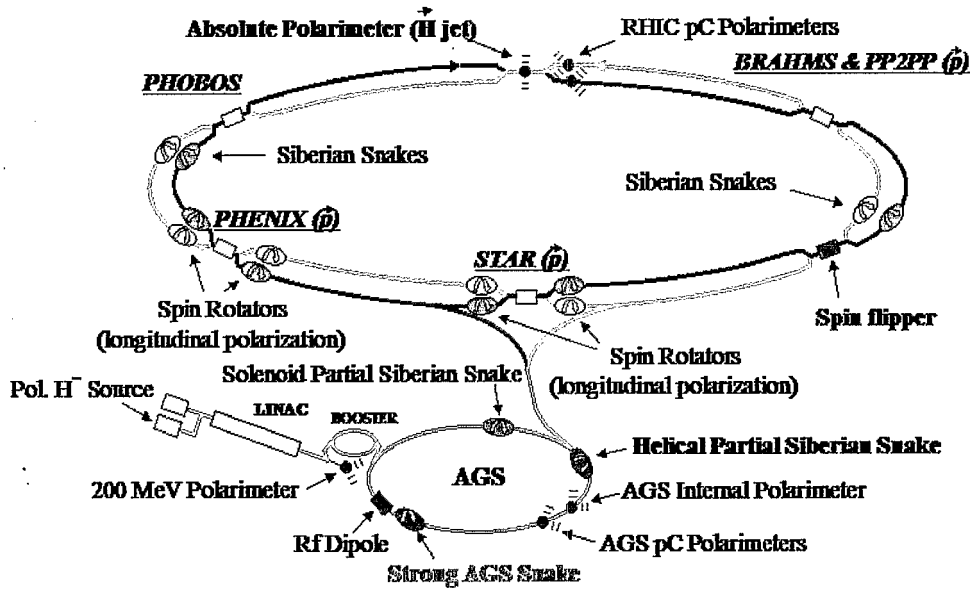 Absolute Polarimeter (H⃗ jet)
RHIC pC Polarimeters
PHOBOS
BRAHMS & PP2PP (p⃗)
Siberian Snakes
Siberian Snakes
PHENIX (p⃗)
STAR (p⃗)
Spin Rotators
(longitudinal polarization)
Spin flipper
Spin Rotators
(longitudinal polarization)
Solenoid Partial Siberian Snake
Pol. H⁻ Source
LINAC
BOOSTER
Helical Partial Siberian Snake
AGS
200 MeV Polarimeter
AGS Internal Polarimeter
Rf Dipole
AGS pC Polarimeters
Strong AGS Snake